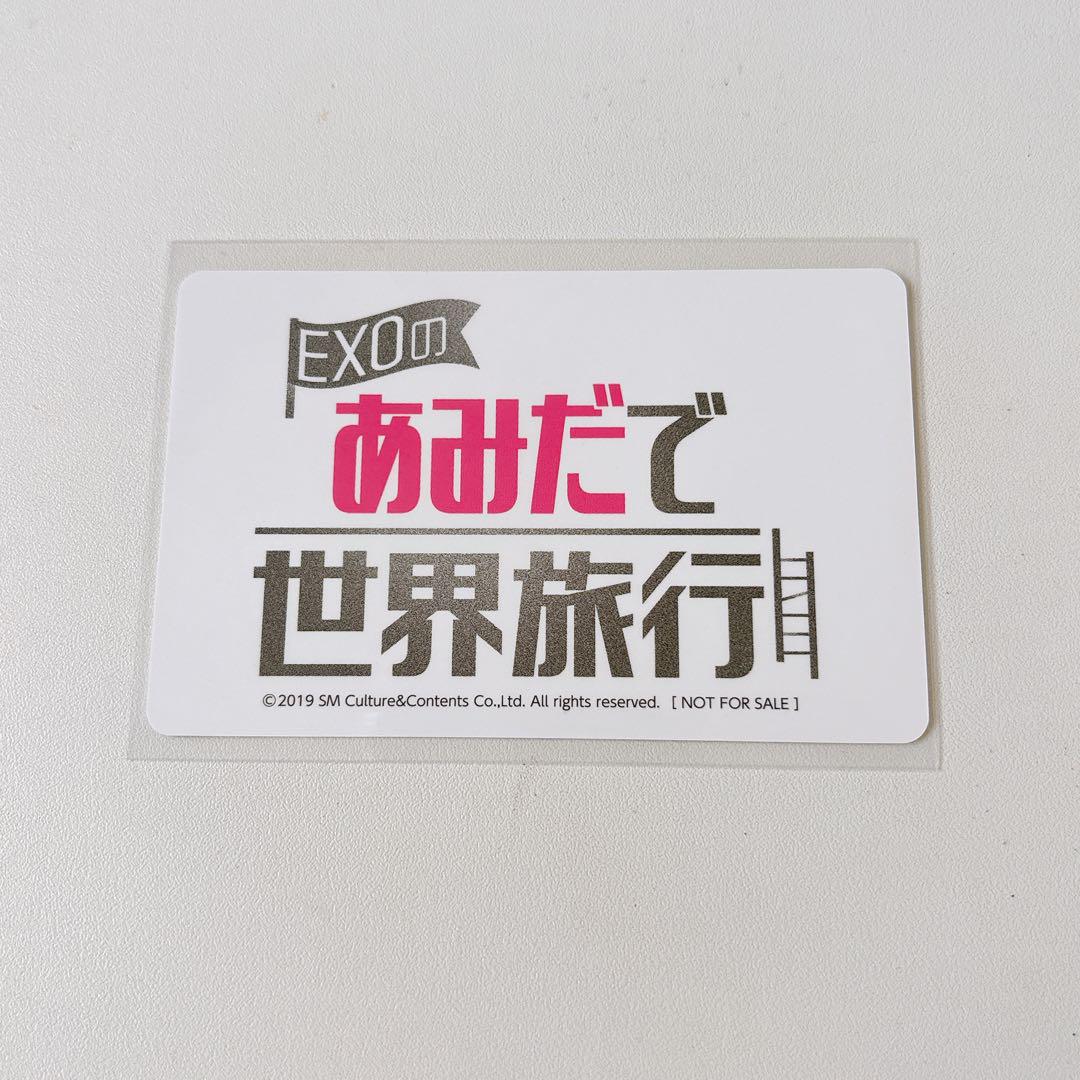 EXOの
あみだで
世界旅行
©2019 SM Culture&Contents Co.,Ltd. All rights reserved. [ NOT FOR SALE ]